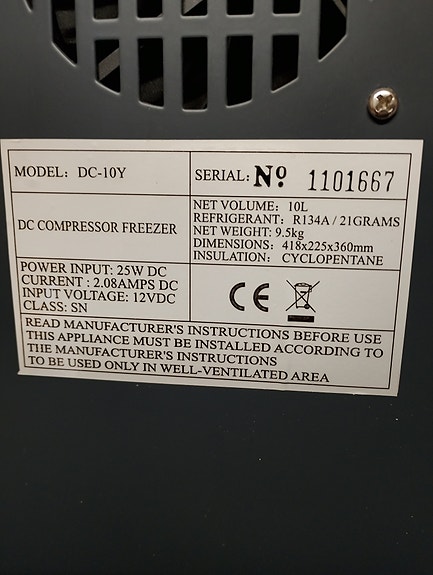 MODEL: DC-10Y
SERIAL: Nº 1101667
DC COMPRESSOR FREEZER
NET VOLUME: 10L
REFRIGERANT: R134A / 21GRAMS
NET WEIGHT: 9.5kg
DIMENSIONS: 418x225x360mm
INSULATION: CYCLOPENTANE
POWER INPUT: 25W DC
CURRENT : 2.08AMPS DC
INPUT VOLTAGE: 12VDC
CLASS: SN
CE
READ MANUFACTURER'S INSTRUCTIONS BEFORE USE
THIS APPLIANCE MUST BE INSTALLED ACCORDING TO
THE MANUFACTURER'S INSTRUCTIONS
TO BE USED ONLY IN WELL-VENTILATED AREA